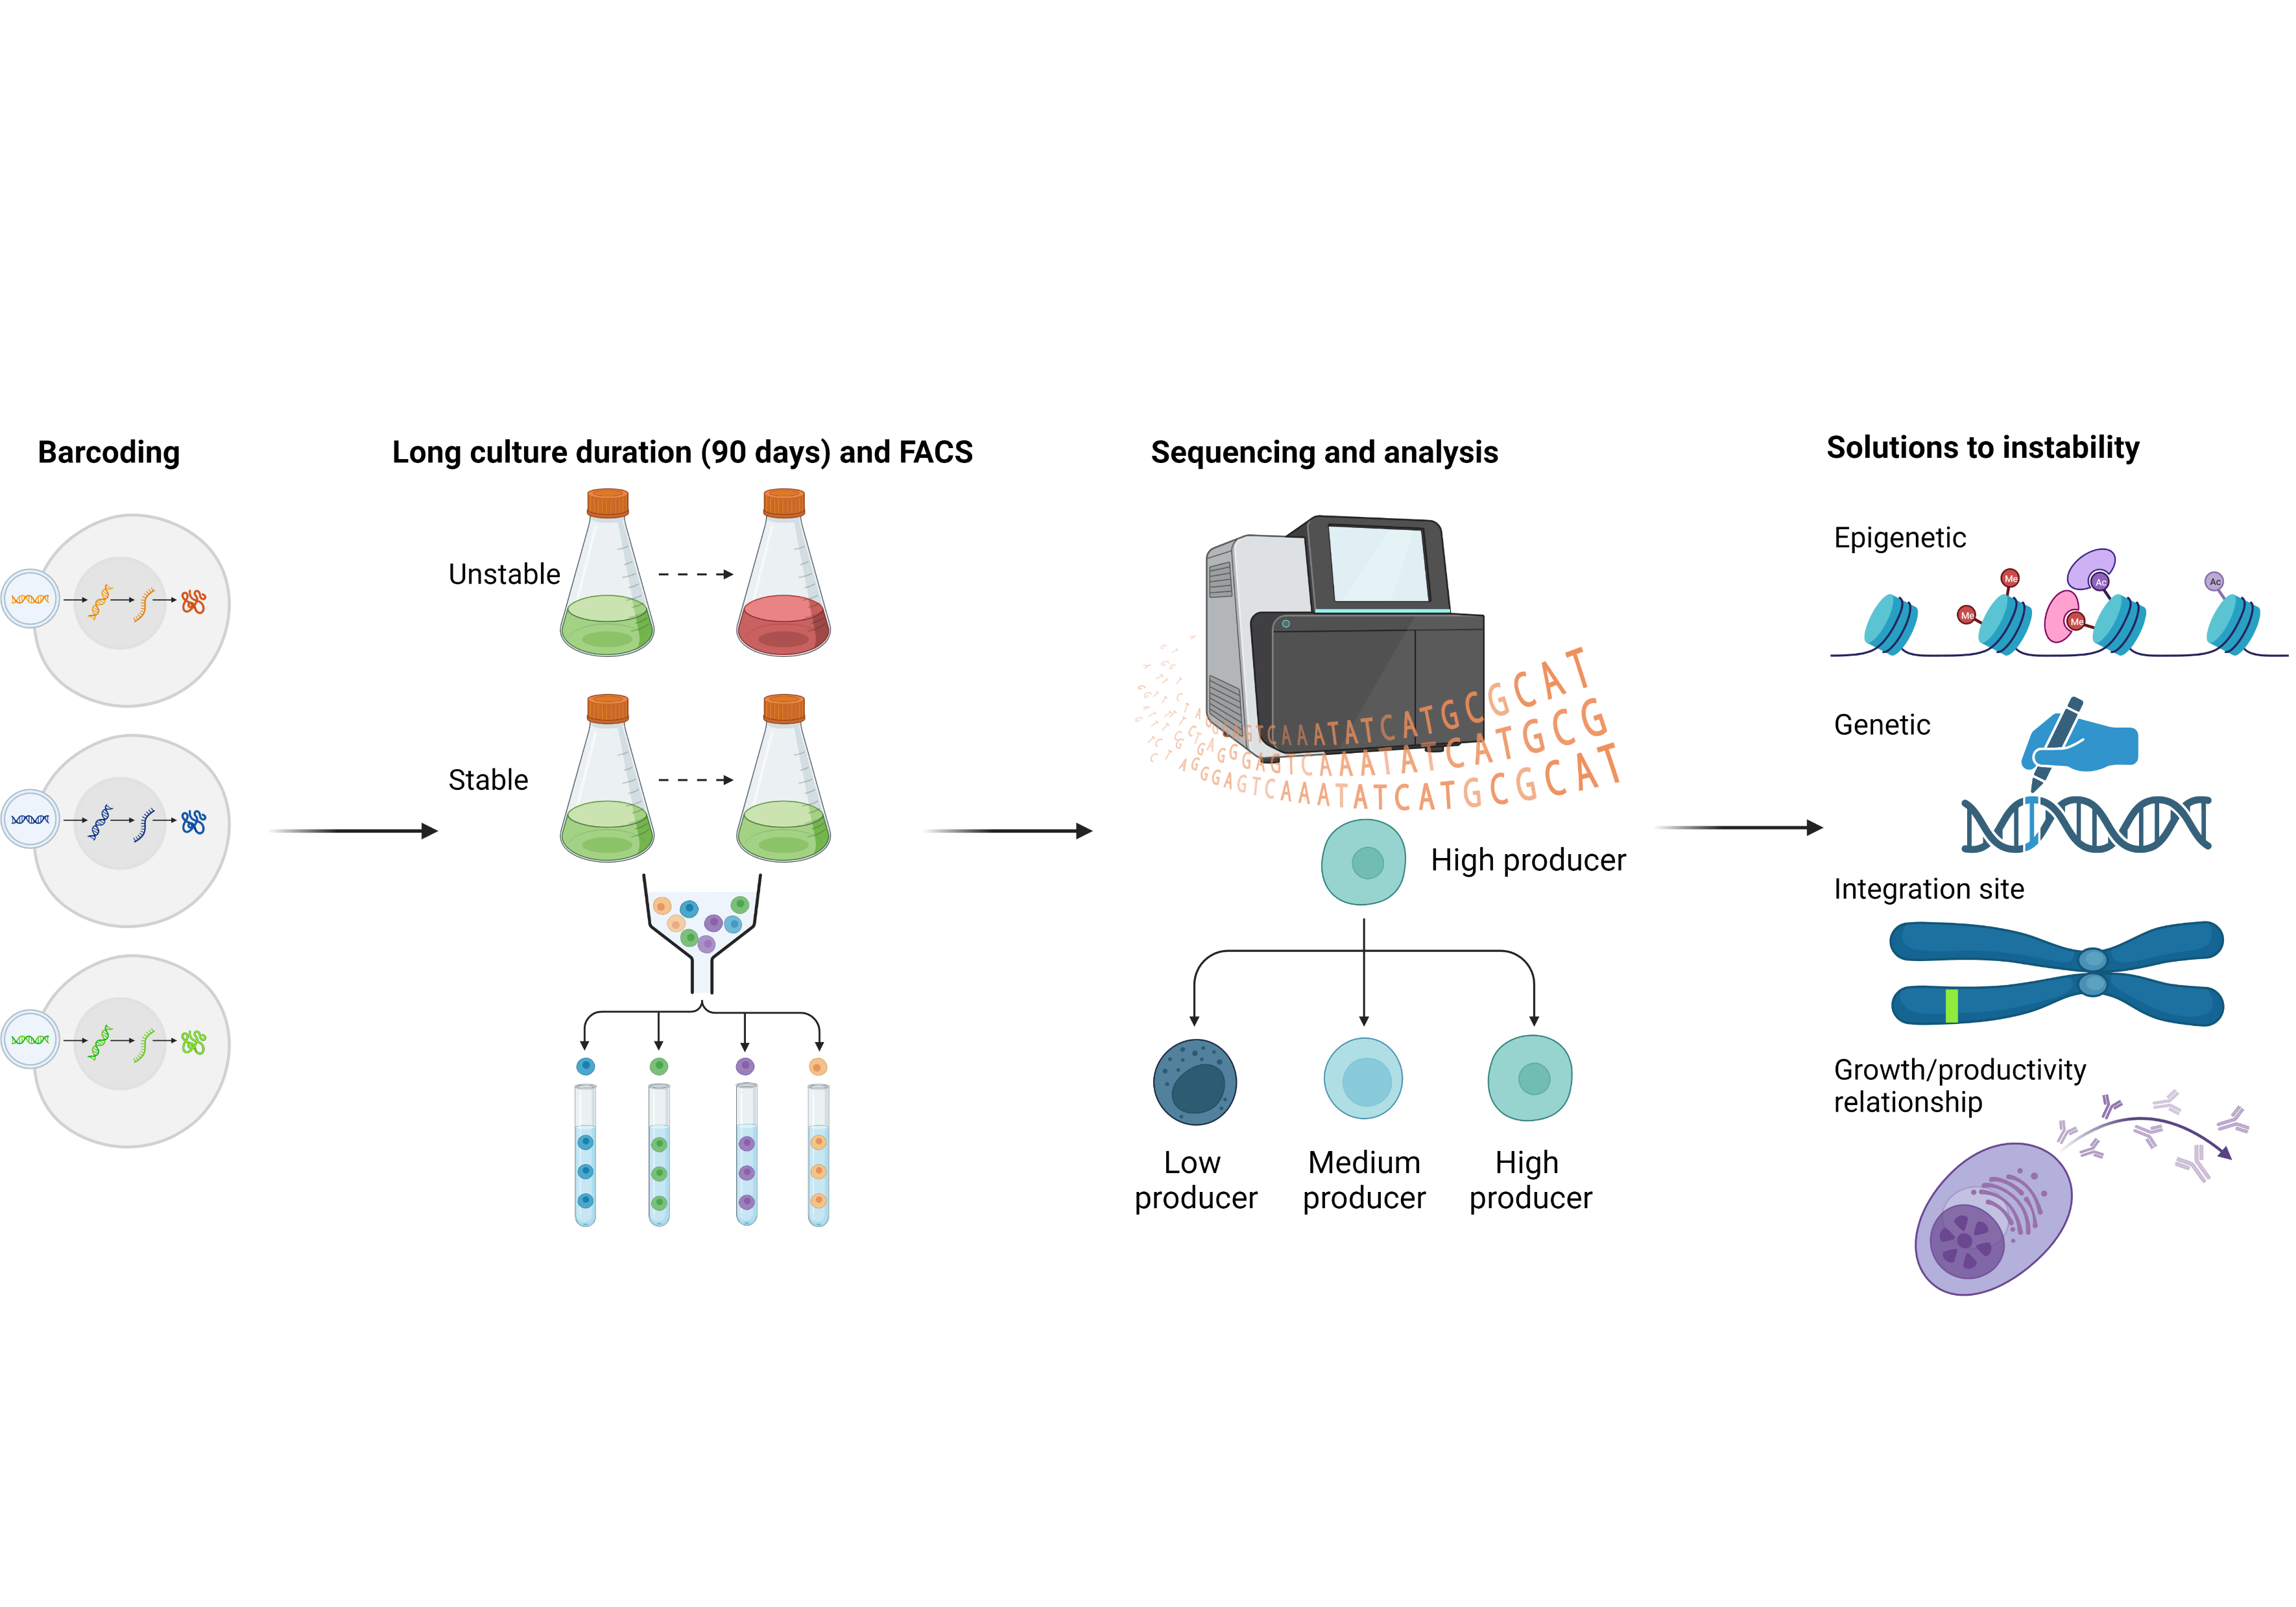 Barcoding
Long culture duration (90 days) and FACS
Unstable
Stable
Sequencing and analysis
AGGGAGTCAAATATCATGCGCAT
High producer
Low
producer
Medium
producer
High
producer
Solutions to instability
Epigenetic
Me
Me
Me
Ac
Ac
Genetic
Integration site
Growth/productivity
relationship